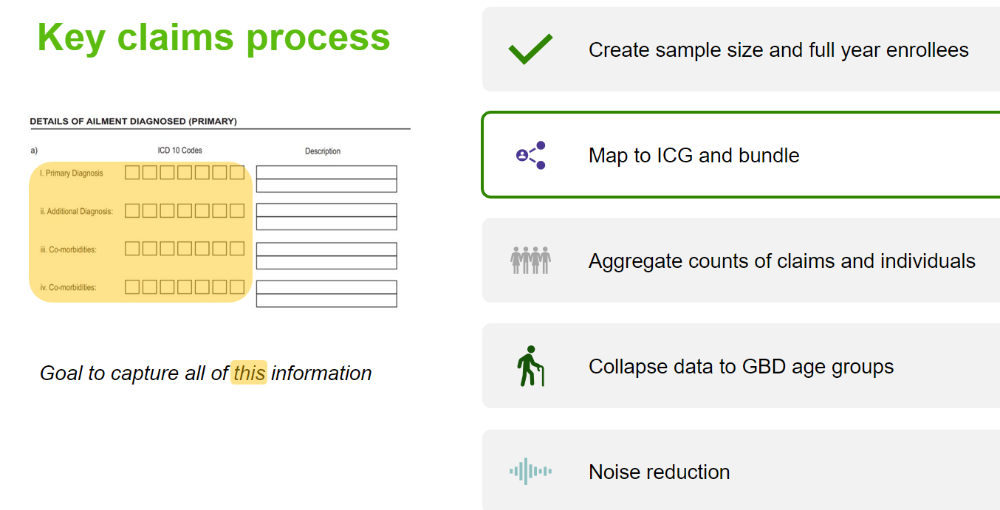 Key claims process
DETAILS OF AILMENT DIAGNOSED (PRIMARY)
a) ICD 10 Codes Description
I. Primary Diagnosis
ii. Additional Diagnosis:
iii. Co-morbidities:
iv. Co-morbidities:
Goal to capture all of this information
Create sample size and full year enrollees
Map to ICG and bundle
Aggregate counts of claims and individuals
Collapse data to GBD age groups
Noise reduction